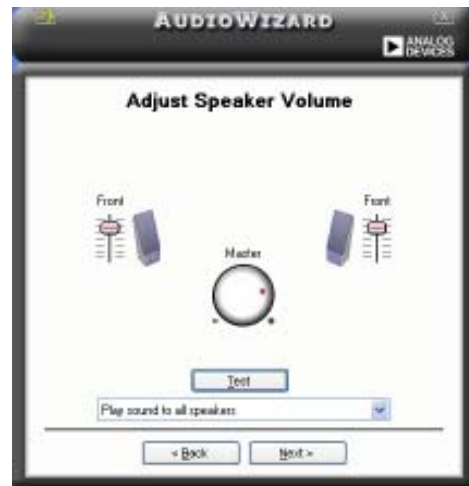 AUDIOWIZARD
ANALOG
DEVICES
Adjust Speaker Volume
Front
Front
Master
Test
Play sound to all speakers
< Back
Next >